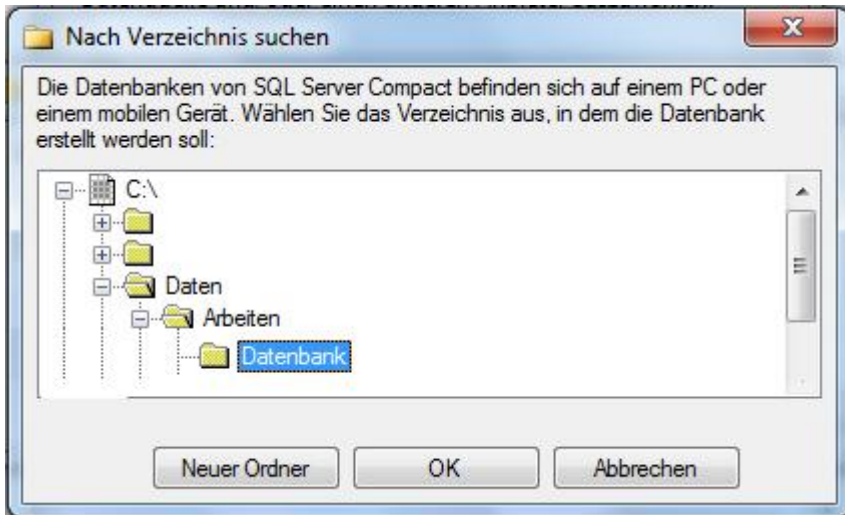 Nach Verzeichnis suchen
Die Datenbanken von SQL Server Compact befinden sich auf einem PC oder
einem mobilen Gerät. Wählen Sie das Verzeichnis aus, in dem die Datenbank
erstellt werden soll:
C:\
Daten
Arbeiten
Datenbank
Neuer Ordner
OK
Abbrechen